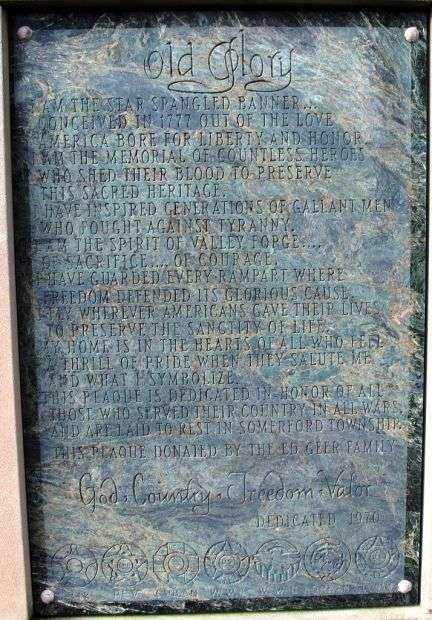 Old Glory
I AM THE STAR SPANGLED BANNER...
CONCEIVED IN 1777 OUT OF THE LOVE
AMERICA BORE FOR LIBERTY AND HONOR.
I AM THE MEMORIAL OF COUNTLESS HEROES
WHO SHED THEIR BLOOD TO PRESERVE
THIS SACRED HERITAGE.
I HAVE INSPIRED GENERATIONS OF GALLANT MEN
WHO FOUGHT AGAINST TYRANNY.
I AM THE SPIRIT OF VALLEY FORGE....
OF SACRIFICE.... OF COURAGE.
I HAVE GUARDED EVERY RAMPART WHERE
FREEDOM DEFENDED ITS GLORIOUS CAUSE.
WHEREVER AMERICANS GAVE THEIR LIVES
TO PRESERVE THE SANCTITY OF LIFE.
MY HOME IS IN THE HEARTS OF ALL WHO FEEL
A THRILL OF PRIDE WHEN THEY SALUTE ME
AND WHAT I SYMBOLIZE.
THIS PLAQUE IS DEDICATED IN HONOR OF ALL
THOSE WHO SERVED THEIR COUNTRY IN ALL WARS
AND ARE LAID TO REST IN SOMERFORD TOWNSHIP.
THIS PLAQUE DONATED BY THE ED. GEER FAMILY
God · Country · Freedom · Valor
DEDICATED 1970